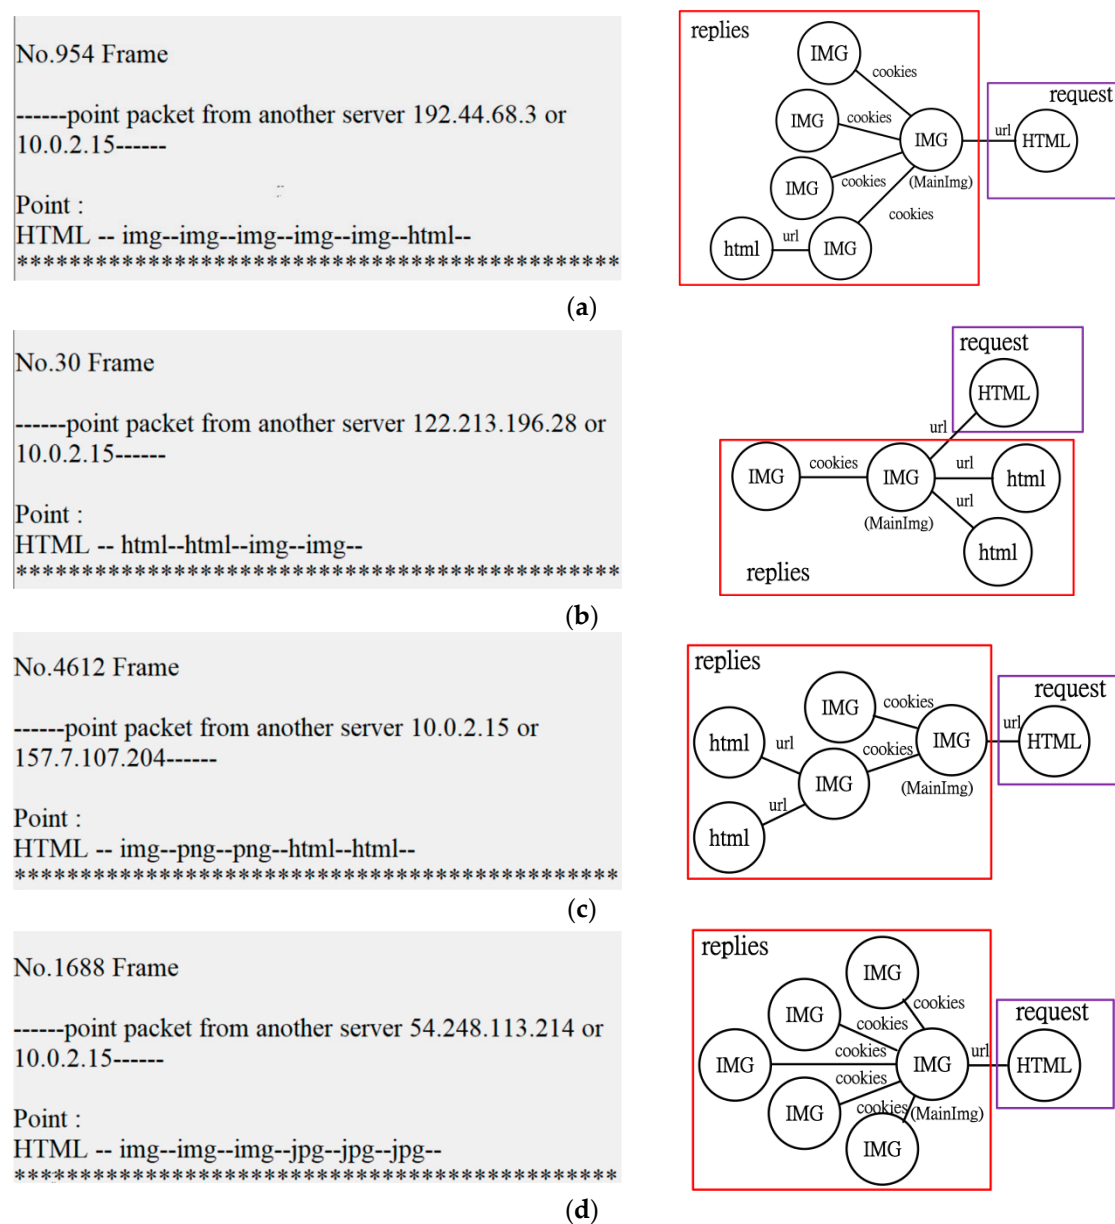 No.954 Frame
------point packet from another server 192.44.68.3 or
10.0.2.15------
Point :
HTML -- img--img--img--img--img--html--
**********************************************
replies
IMG
cookies
request
IMG
cookies
IMG
url
HTML
IMG
cookies
(MainImg)
cookies
html
url
IMG
(a)
No.30 Frame
------point packet from another server 122.213.196.28 or
10.0.2.15------
Point :
HTML -- html--html--img--img--
**********************************************
request
HTML
url
IMG
cookies
IMG
url
html
url
(MainImg)
html
replies
(b)
No.4612 Frame
------point packet from another server 10.0.2.15 or
157.7.107.204------
Point :
HTML -- img--png--png--html--html--
**********************************************
replies
request
IMG
cookies
url
html
url
cookies
IMG
HTML
IMG
(MainImg)
url
html
(c)
No.1688 Frame
------point packet from another server 54.248.113.214 or
10.0.2.15------
Point :
HTML -- img--img--img--jpg--jpg--jpg--
**********************************************
replies
IMG
cookies
request
IMG
cookies
cookies
url
IMG
IMG
HTML
cookies
IMG
cookies
(MainImg)
IMG
(d)